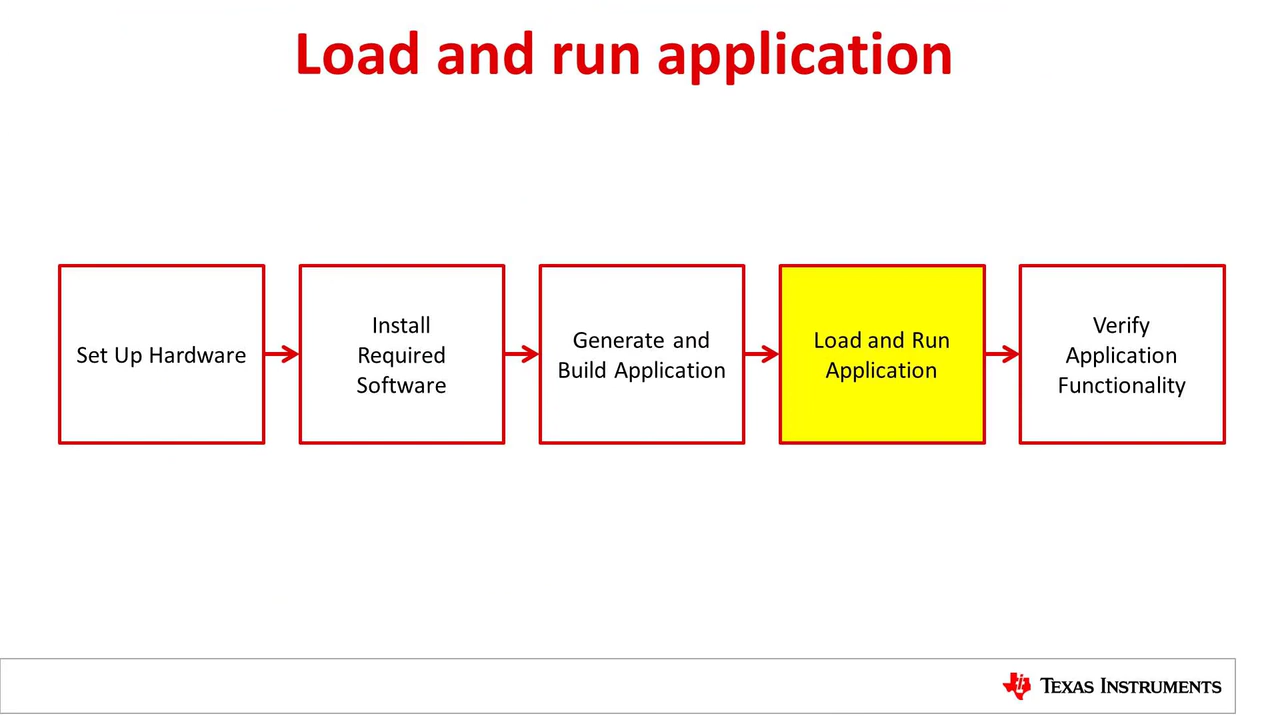 Load and run application
Set Up Hardware
Install
Required
Software
Generate and
Build Application
Load and Run
Application
Verify
Application
Functionality
TEXAS INSTRUMENTS